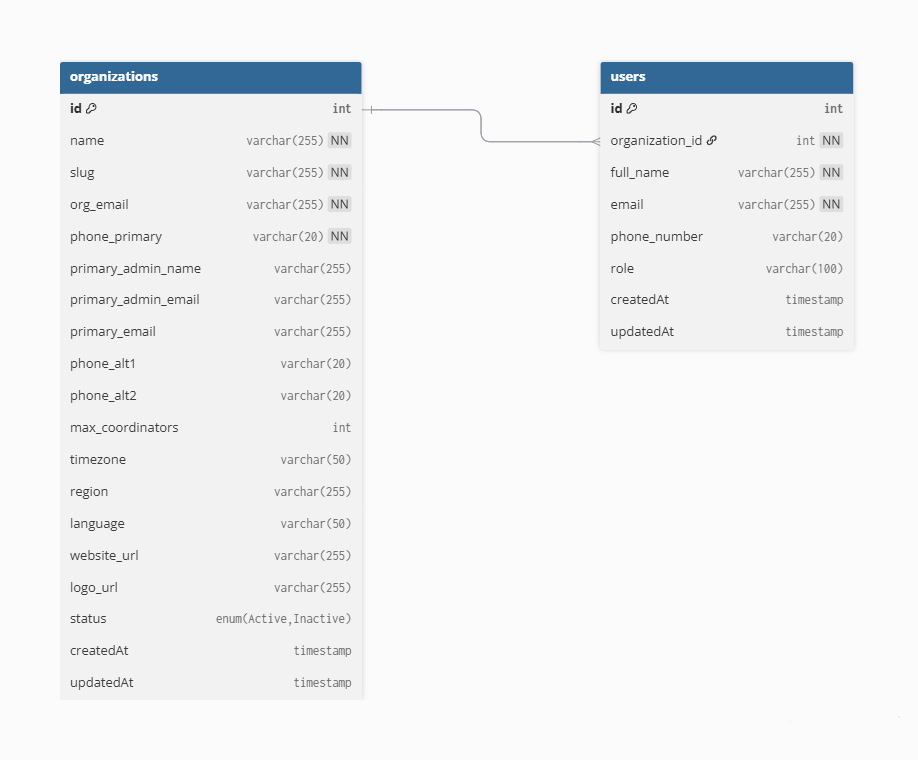 organizations
id int
name varchar(255) NN
slug varchar(255) NN
org_email varchar(255) NN
phone_primary varchar(20) NN
primary_admin_name varchar(255)
primary_admin_email varchar(255)
primary_email varchar(255)
phone_alt1 varchar(20)
phone_alt2 varchar(20)
max_coordinators int
timezone varchar(50)
region varchar(255)
language varchar(50)
website_url varchar(255)
logo_url varchar(255)
status enum(Active,Inactive)
createdAt timestamp
updatedAt timestamp
users
id int
organization_id int NN
full_name varchar(255) NN
email varchar(255) NN
phone_number varchar(20)
role varchar(100)
createdAt timestamp
updatedAt timestamp